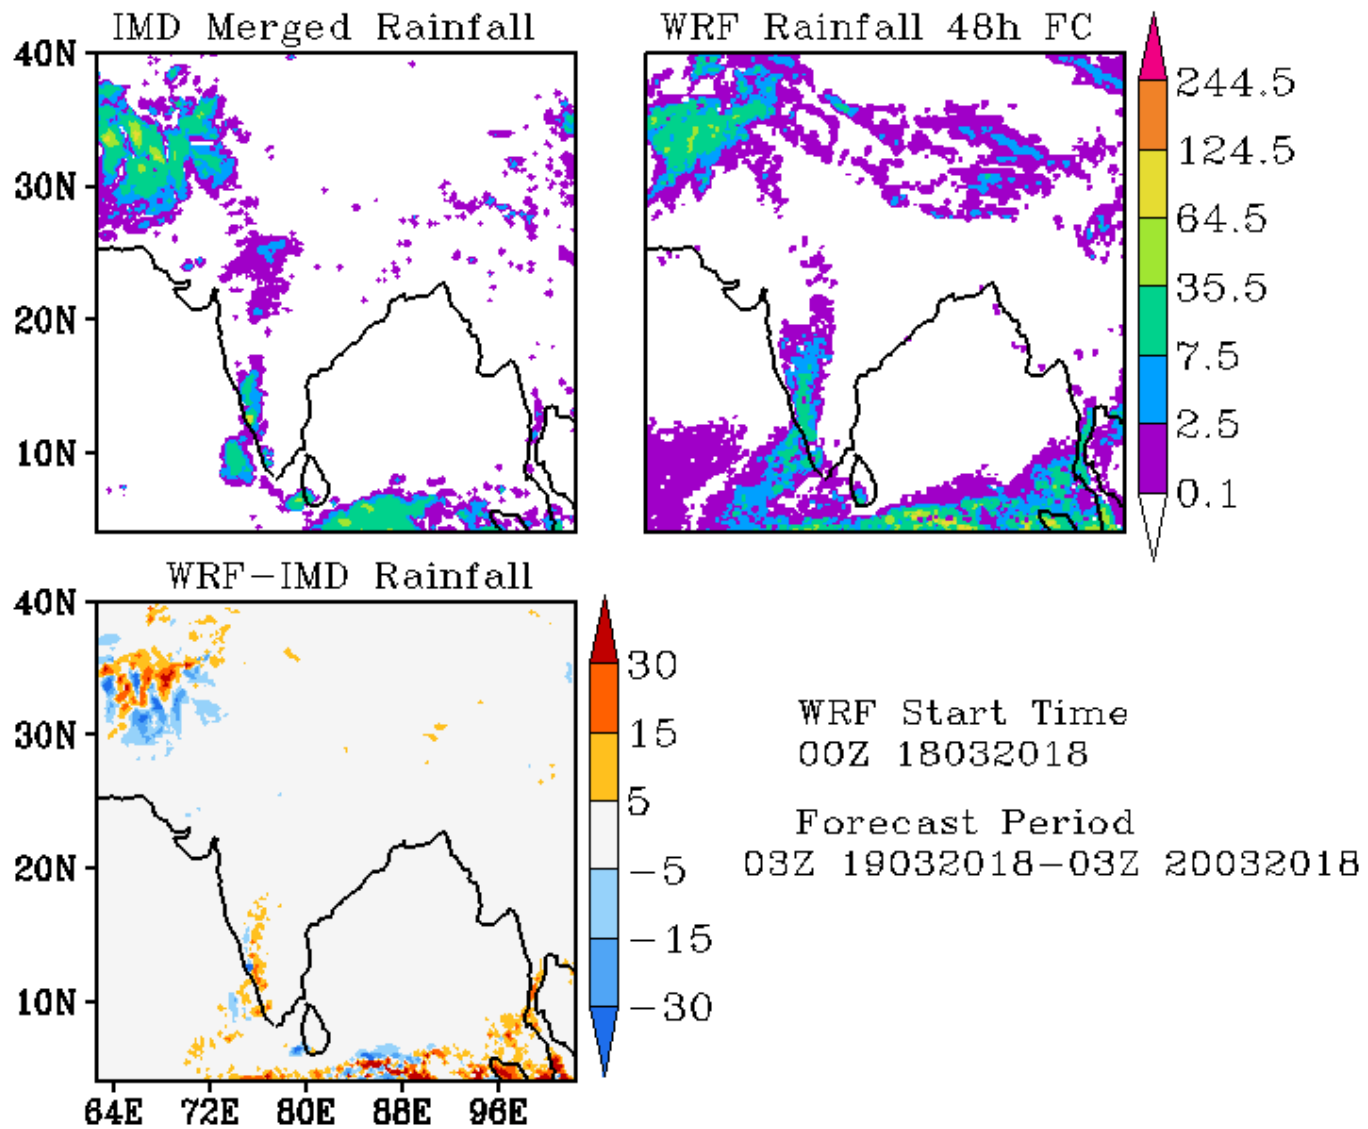 IMD Merged Rainfall
WRF Rainfall 48h FC
40N
30N
20N
10N
244.5
124.5
64.5
35.5
7.5
2.5
0.1
WRF-IMD Rainfall
40N
30N
20N
10N
64E 72E 80E 88E 96E
30
15
5
-5
-15
-30
WRF Start Time
00Z 18032018
Forecast Period
03Z 19032018-03Z 20032018